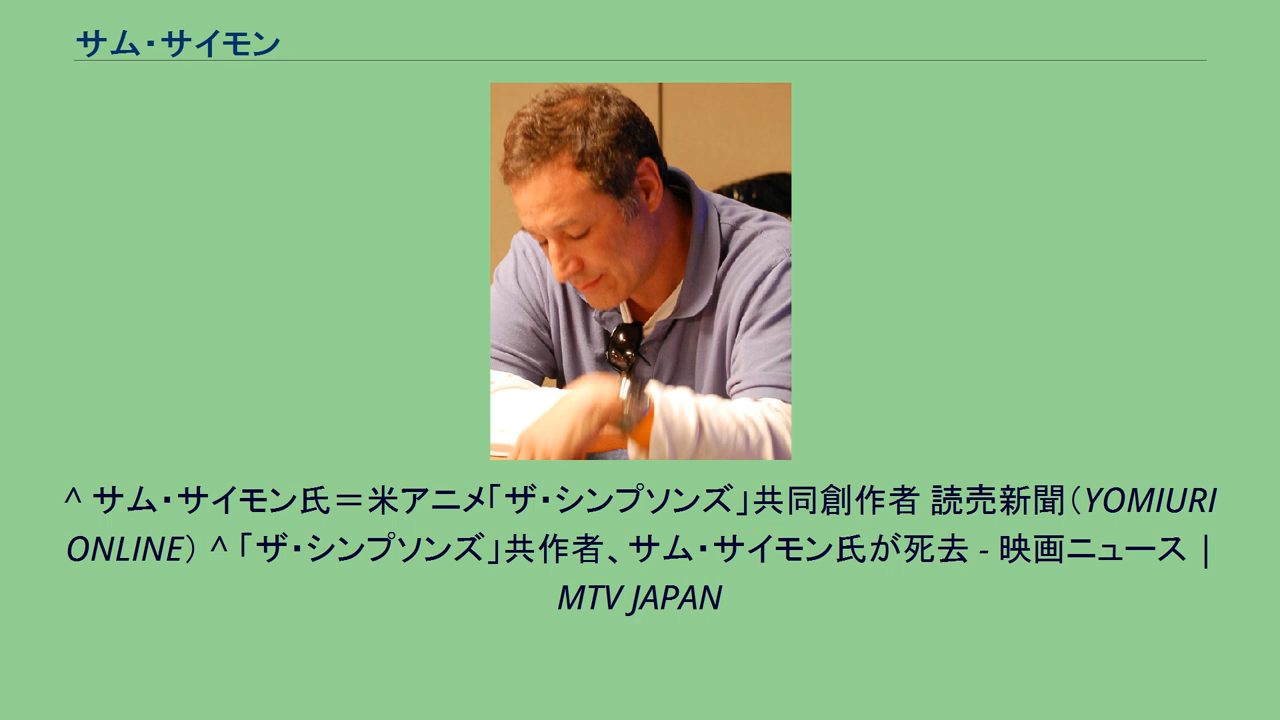 サム・サイモン
^ サム・サイモン氏＝米アニメ「ザ・シンプソンズ」共同創作者 読売新聞（YOMIURI
ONLINE） ^ 「ザ・シンプソンズ」共作者、サム・サイモン氏が死去 - 映画ニュース |
MTV JAPAN